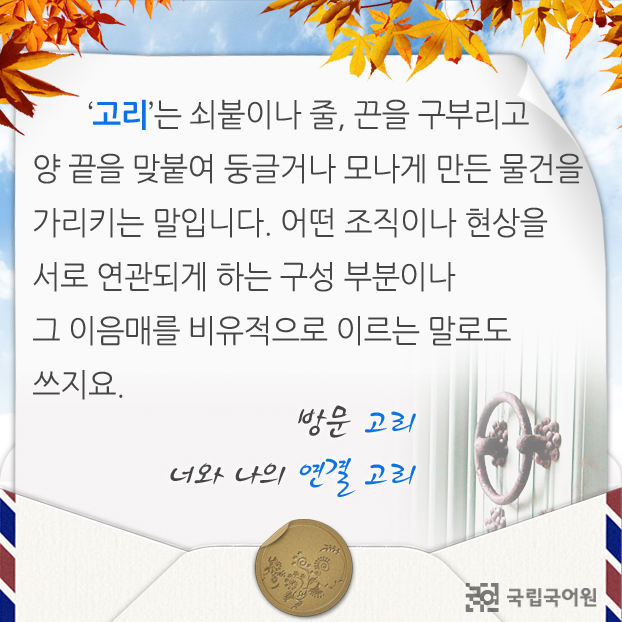 ‘고리’는 쇠붙이나 줄, 끈을 구부리고
양 끝을 맞붙여 둥글거나 모나게 만든 물건을
가리키는 말입니다. 어떤 조직이나 현상을
서로 연관되게 하는 구성 부분이나
그 이음매를 비유적으로 이르는 말로도
쓰지요.
방문 고리
너와 나의 연결 고리
국립국어원